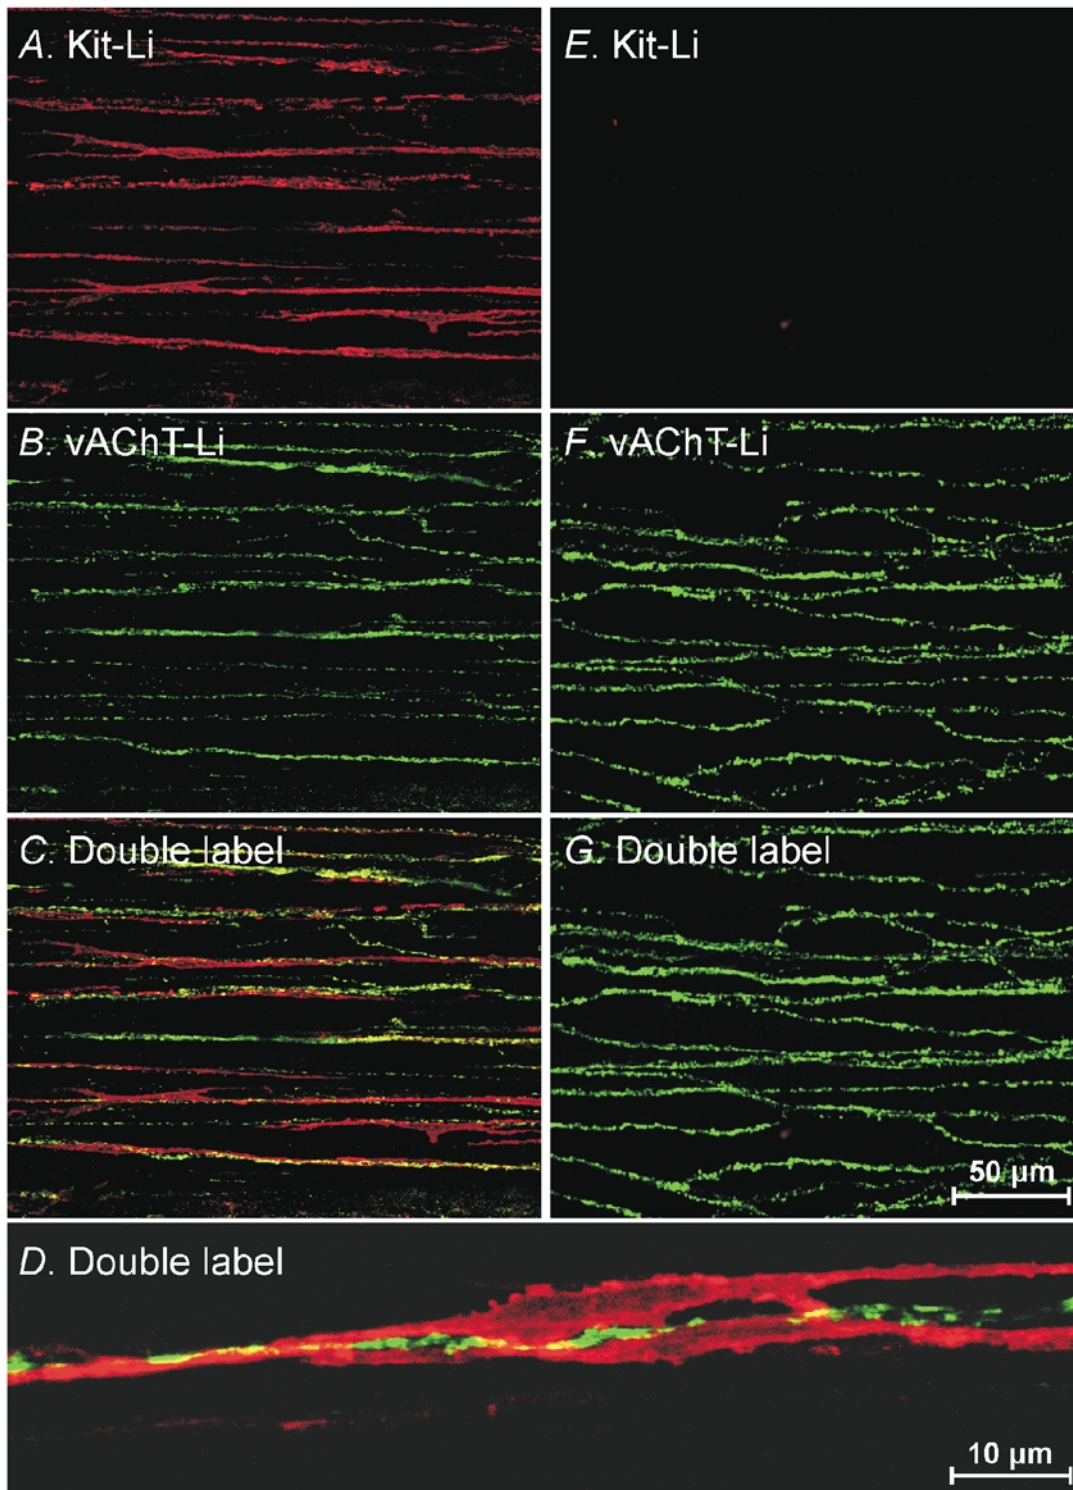 A. Kit-Li
E. Kit-Li
B. vAChT-Li
F. vAChT-Li
C. Double label
G. Double label
50 µm
D. Double label
10 µm